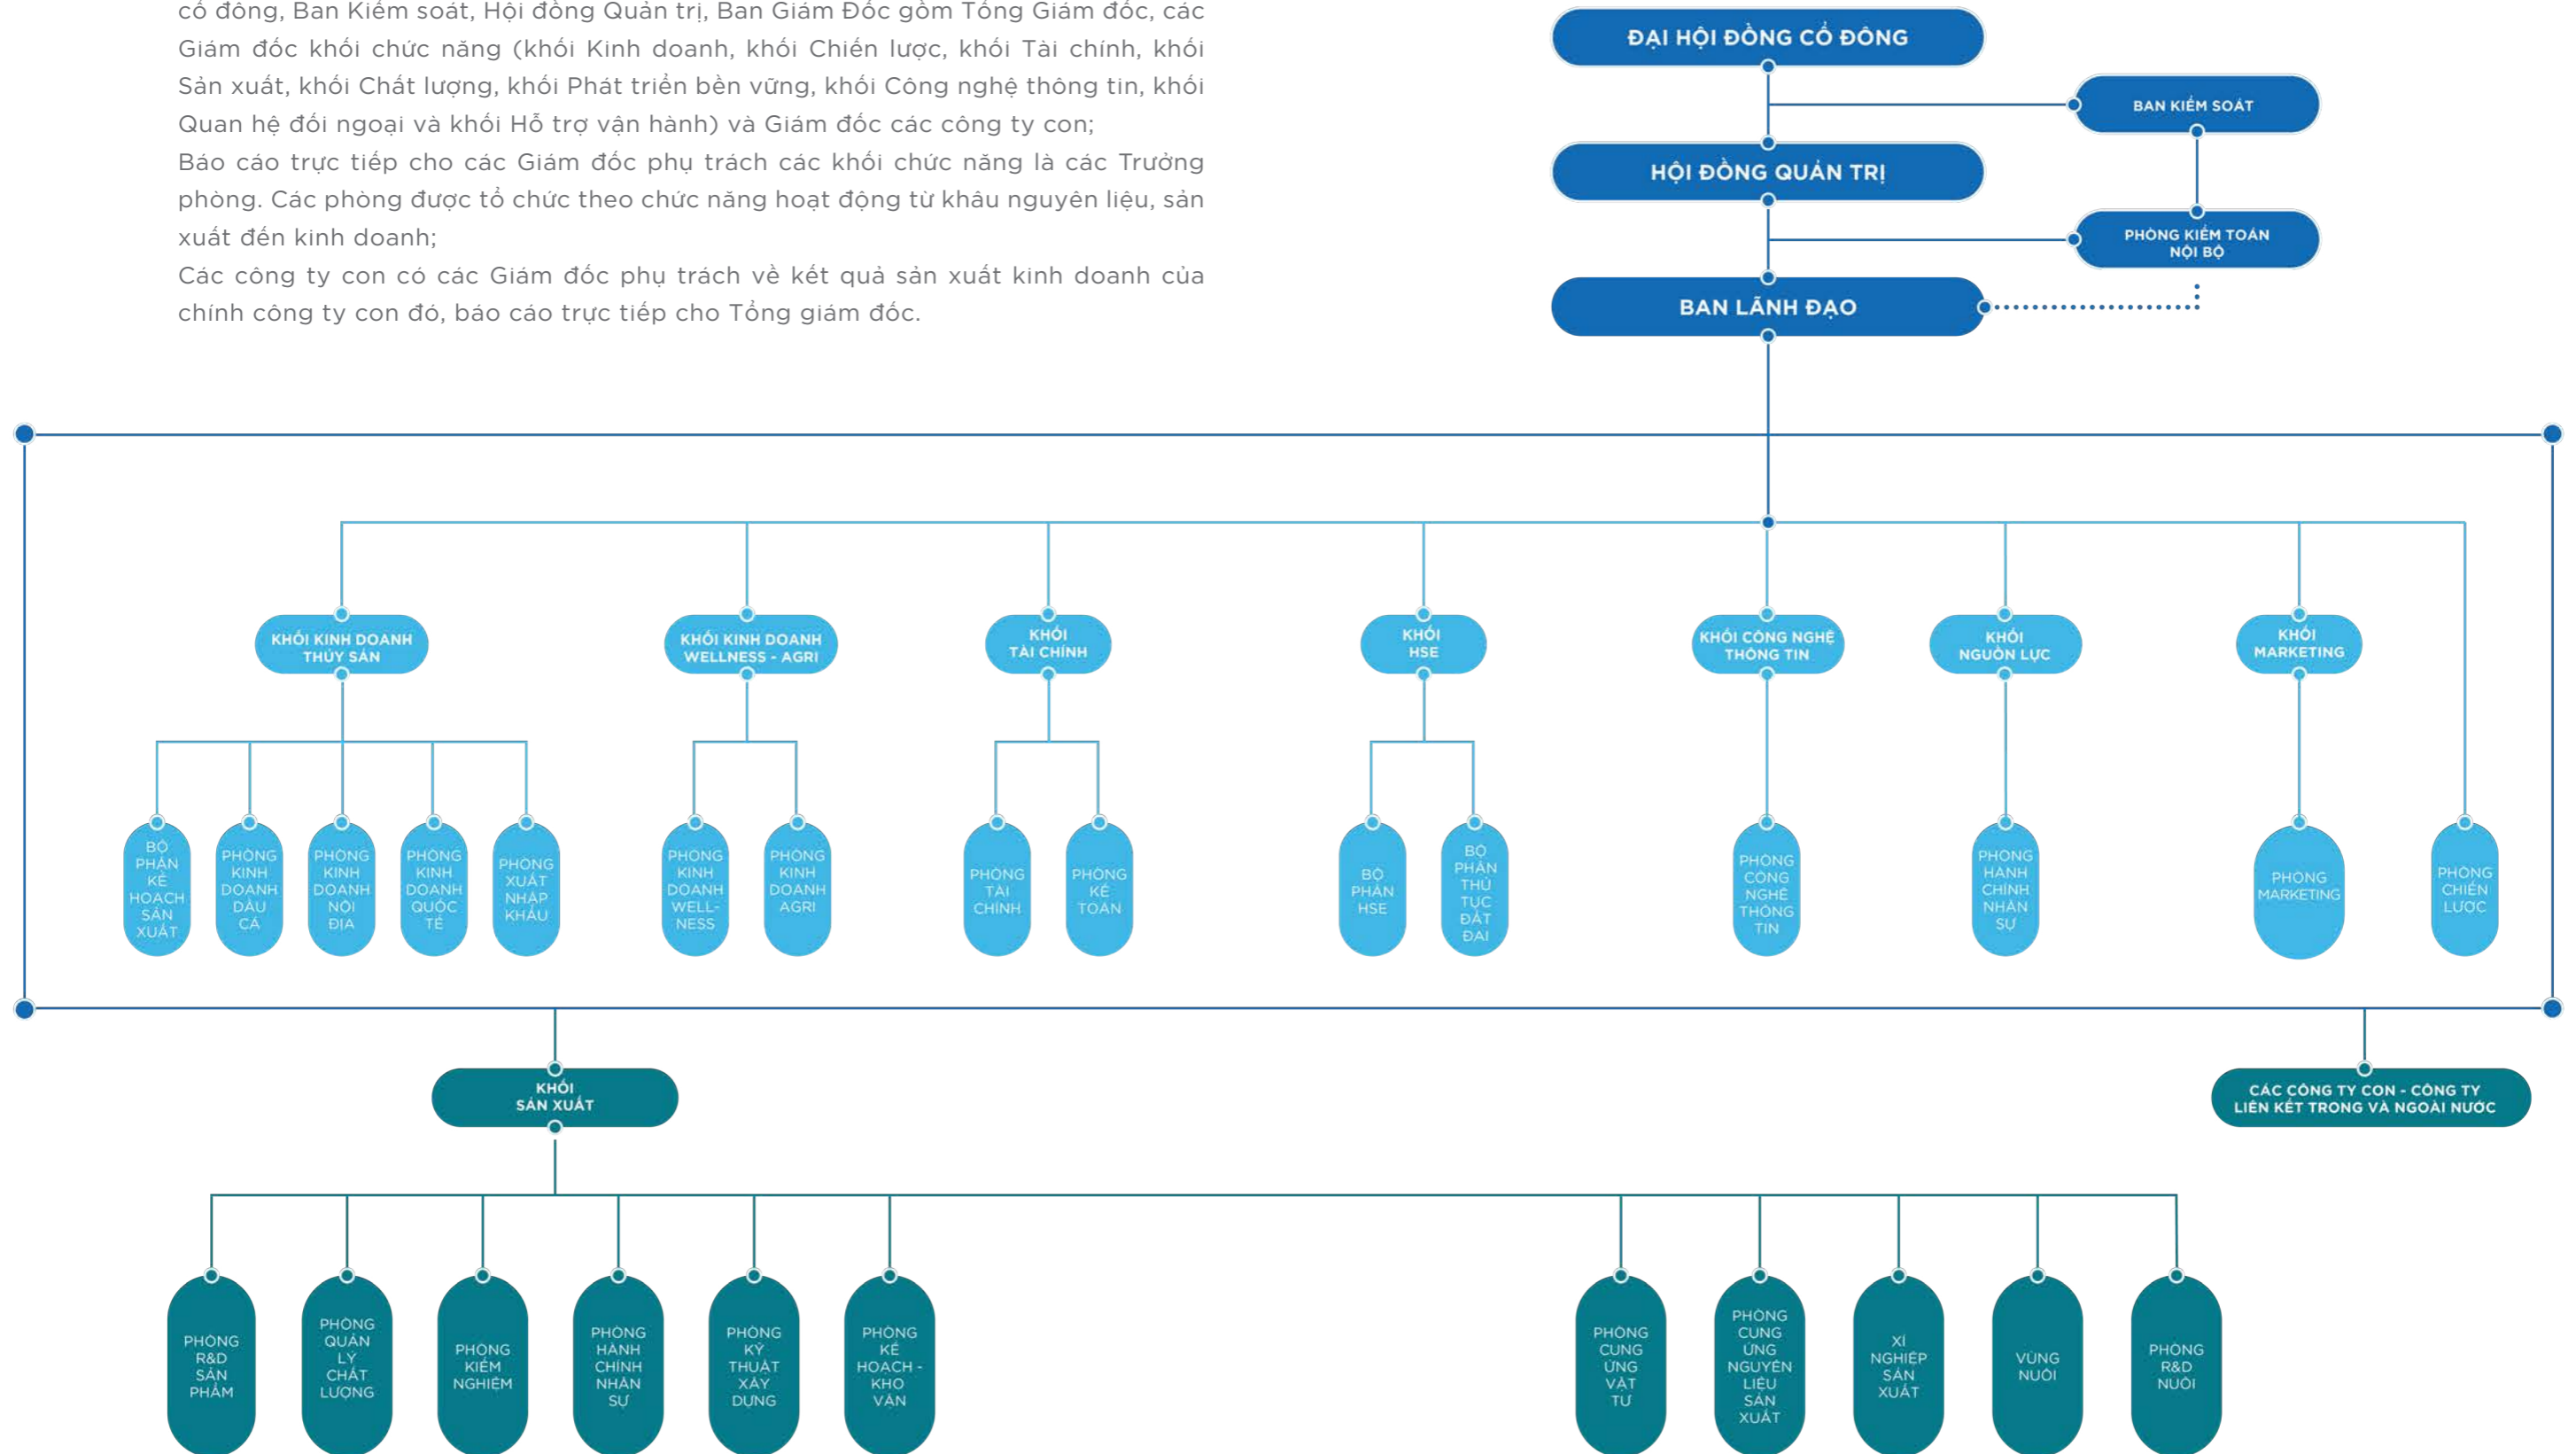 cổ đông, Ban Kiểm soát, Hội đồng Quản trị, Ban Giám Đốc gồm Tổng Giám đốc, các
Giám đốc khối chức năng (khối Kinh doanh, khối Chiến lược, khối Tài chính, khối
Sản xuất, khối Chất lượng, khối Phát triển bền vững, khối Công nghệ thông tin, khối
Quan hệ đối ngoại và khối Hỗ trợ vận hành) và Giám đốc các công ty con;
Báo cáo trực tiếp cho các Giám đốc phụ trách các khối chức năng là các Trưởng
phòng. Các phòng được tổ chức theo chức năng hoạt động từ khâu nguyên liệu, sản
xuất đến kinh doanh;
Các công ty con có các Giám đốc phụ trách về kết quả sản xuất kinh doanh của
chính công ty con đó, báo cáo trực tiếp cho Tổng giám đốc.
ĐẠI HỘI ĐỒNG CỔ ĐÔNG
BAN KIỂM SOÁT
HỘI ĐỒNG QUẢN TRỊ
PHÒNG KIỂM TOÁN
NỘI BỘ
BAN LÃNH ĐẠO
KHỐI KINH DOANH
THỦY SẢN
KHỐI KINH DOANH
WELLNESS - AGRI
KHỐI
TÀI CHÍNH
KHỐI
HSE
KHỐI CÔNG NGHỆ
THÔNG TIN
KHỐI
NGUỒN LỰC
KHỐI
MARKETING
BỘ
PHẬN
KẾ
HOẠCH
SẢN
XUẤT
PHÒNG
KINH
DOANH
DẦU
CÁ
PHÒNG
KINH
DOANH
NỘI
ĐỊA
PHÒNG
KINH
DOANH
QUỐC
TẾ
PHÒNG
XUẤT
NHẬP
KHẨU
PHÒNG
KINH
DOANH
WELL-
NESS
PHÒNG
KINH
DOANH
AGRI
PHÒNG
TÀI
CHÍNH
PHÒNG
KẾ
TOÁN
BỘ
PHẬN
HSE
BỘ
PHẬN
THỦ
TỤC
ĐẤT
ĐAI
PHÒNG
CÔNG
NGHỆ
THÔNG
TIN
PHÒNG
HÀNH
CHÍNH
NHÂN
SỰ
PHÒNG
MARKETING
PHÒNG
CHIẾN
LƯỢC
KHỐI
SẢN XUẤT
CÁC CÔNG TY CON - CÔNG TY
LIÊN KẾT TRONG VÀ NGOÀI NƯỚC
PHÒNG
R&D
SẢN
PHẨM
PHÒNG
QUẢN
LÝ
CHẤT
LƯỢNG
PHÒNG
KIỂM
NGHIỆM
PHÒNG
HÀNH
CHÍNH
NHÂN
SỰ
PHÒNG
KỸ
THUẬT
XÂY
DỰNG
PHÒNG
KẾ
HOẠCH -
KHO
VẬN
PHÒNG
CUNG
ỨNG
VẬT
TƯ
PHÒNG
CUNG
ỨNG
NGUYÊN
LIỆU
SẢN
XUẤT
XÍ
NGHIỆP
SẢN
XUẤT
VÙNG
NUÔI
PHÒNG
R&D
NUÔI